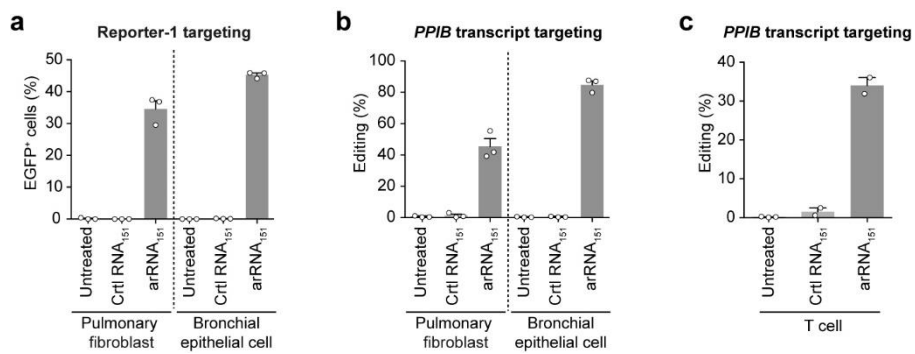 a
Reporter-1 targeting
EGFP⁺ cells (%)
50
40
30
20
10
0
Untreated
Crtl RNA₁₅₁
arRNA₁₅₁
Untreated
Crtl RNA₁₅₁
arRNA₁₅₁
Pulmonary
fibroblast
Bronchial
epithelial cell
b
PPIB transcript targeting
Editing (%)
100
80
60
40
20
0
Untreated
Crtl RNA₁₅₁
arRNA₁₅₁
Untreated
Crtl RNA₁₅₁
arRNA₁₅₁
Pulmonary
fibroblast
Bronchial
epithelial cell
c
PPIB transcript targeting
Editing (%)
40
30
20
10
0
Untreated
Crtl RNA₁₅₁
arRNA₁₅₁
T cell